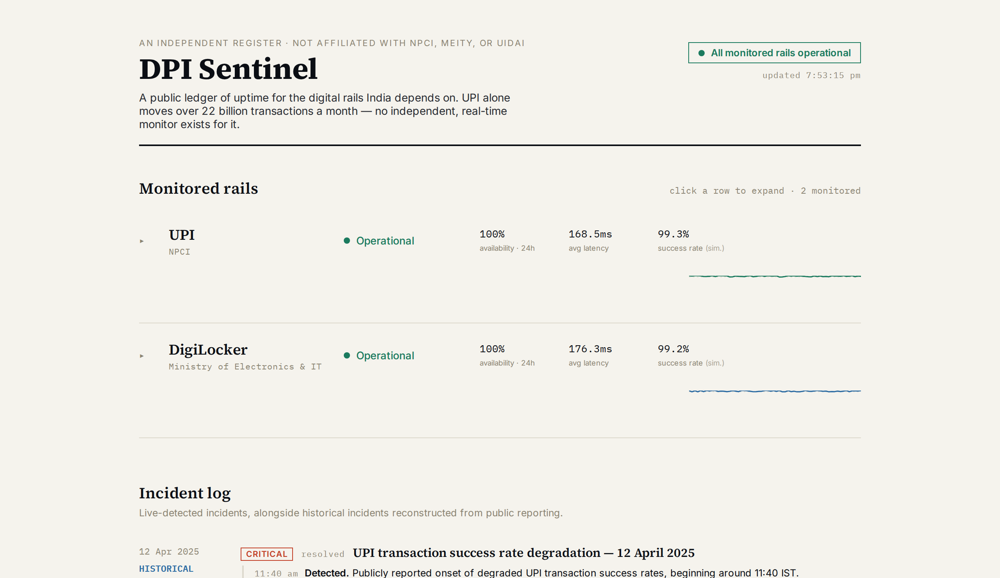 AN INDEPENDENT REGISTER · NOT AFFILIATED WITH NPCI, MEITY, OR UIDAI
DPI Sentinel
A public ledger of uptime for the digital rails India depends on. UPI alone
moves over 22 billion transactions a month — no independent, real-time
monitor exists for it.
All monitored rails operational
updated 7:53:15 pm
Monitored rails
click a row to expand · 2 monitored
UPI
NPCI
Operational
100%
availability · 24h
168.5ms
avg latency
99.3%
success rate (sim.)
DigiLocker
Ministry of Electronics & IT
Operational
100%
availability · 24h
176.3ms
avg latency
99.2%
success rate (sim.)
Incident log
Live-detected incidents, alongside historical incidents reconstructed from public reporting.
12 Apr 2025
HISTORICAL
CRITICAL resolved UPI transaction success rate degradation — 12 April 2025
11:40 am Detected. Publicly reported onset of degraded UPI transaction success rates, beginning around 11:40 IST.